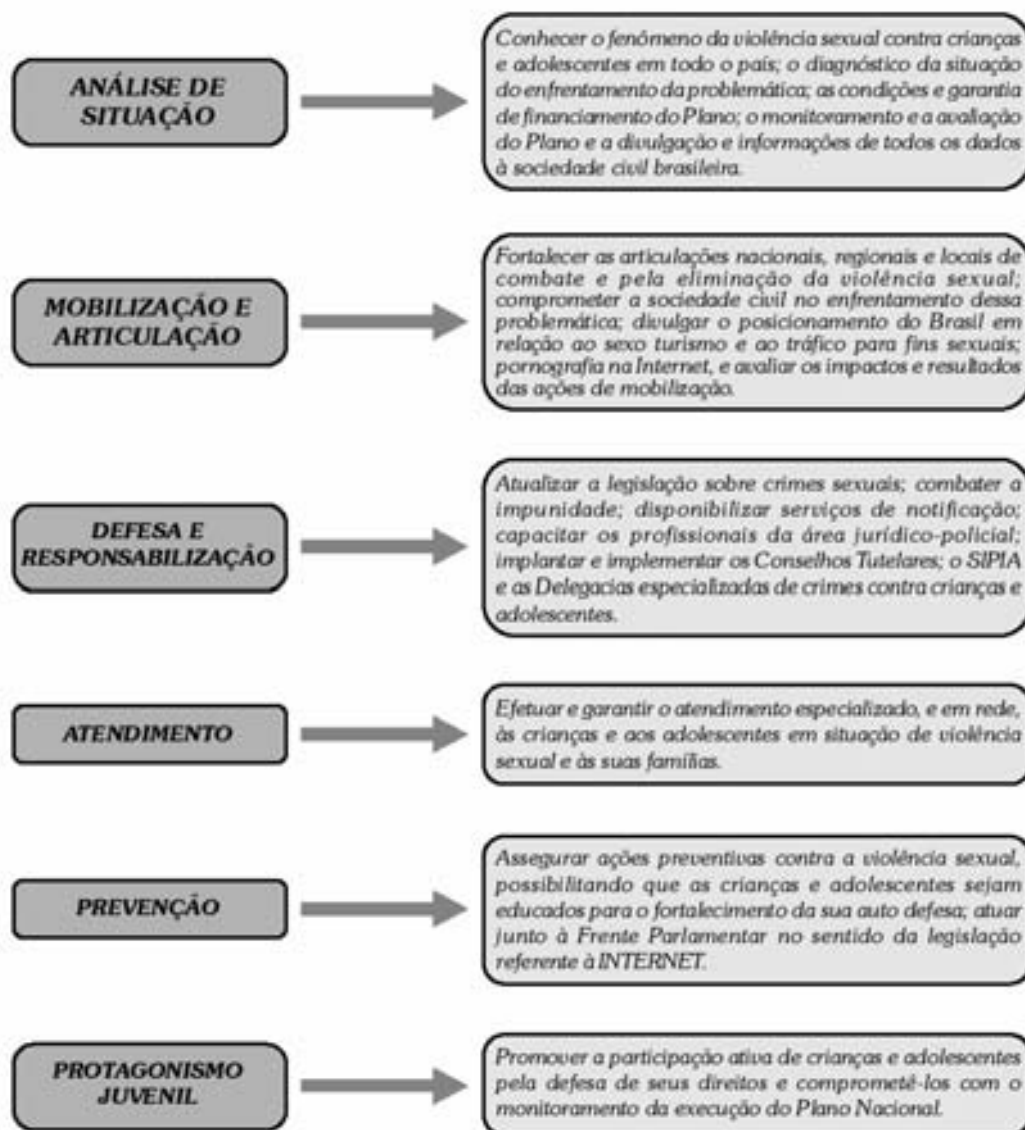 ANÁLISE DE
SITUAÇÃO
Conhecer o fenômeno da violência sexual contra crianças
e adolescentes em todo o país; o diagnóstico da situação
do enfrentamento da problemática; as condições e garantia
de financiamento do Plano; o monitoramento e a avaliação
do Plano e a divulgação e informações de todos os dados
à sociedade civil brasileira.
MOBILIZAÇÃO E
ARTICULAÇÃO
Fortalecer as articulações nacionais, regionais e locais de
combate e pela eliminação da violência sexual;
comprometer a sociedade civil no enfrentamento dessa
problemática; divulgar o posicionamento do Brasil em
relação ao sexo turismo e ao tráfico para fins sexuais;
pornografia na Internet, e avaliar os impactos e resultados
das ações de mobilização.
DEFESA E
RESPONSABILIZAÇÃO
Atualizar a legislação sobre crimes sexuais; combater a
impunidade; disponibilizar serviços de notificação;
capacitar os profissionais da área jurídico-policial;
implantar e implementar os Conselhos Tutelares; o SIPIA
e as Delegacias especializadas de crimes contra crianças e
adolescentes.
ATENDIMENTO
Efetuar e garantir o atendimento especializado, e em rede,
às crianças e aos adolescentes em situação de violência
sexual e às suas famílias.
PREVENÇÃO
Assegurar ações preventivas contra a violência sexual,
possibilitando que as crianças e adolescentes sejam
educados para o fortalecimento da sua auto defesa; atuar
junto à Frente Parlamentar no sentido da legislação
referente à INTERNET.
PROTAGONISMO
JUVENIL
Promover a participação ativa de crianças e adolescentes
pela defesa de seus direitos e comprometê-los com o
monitoramento da execução do Plano Nacional.